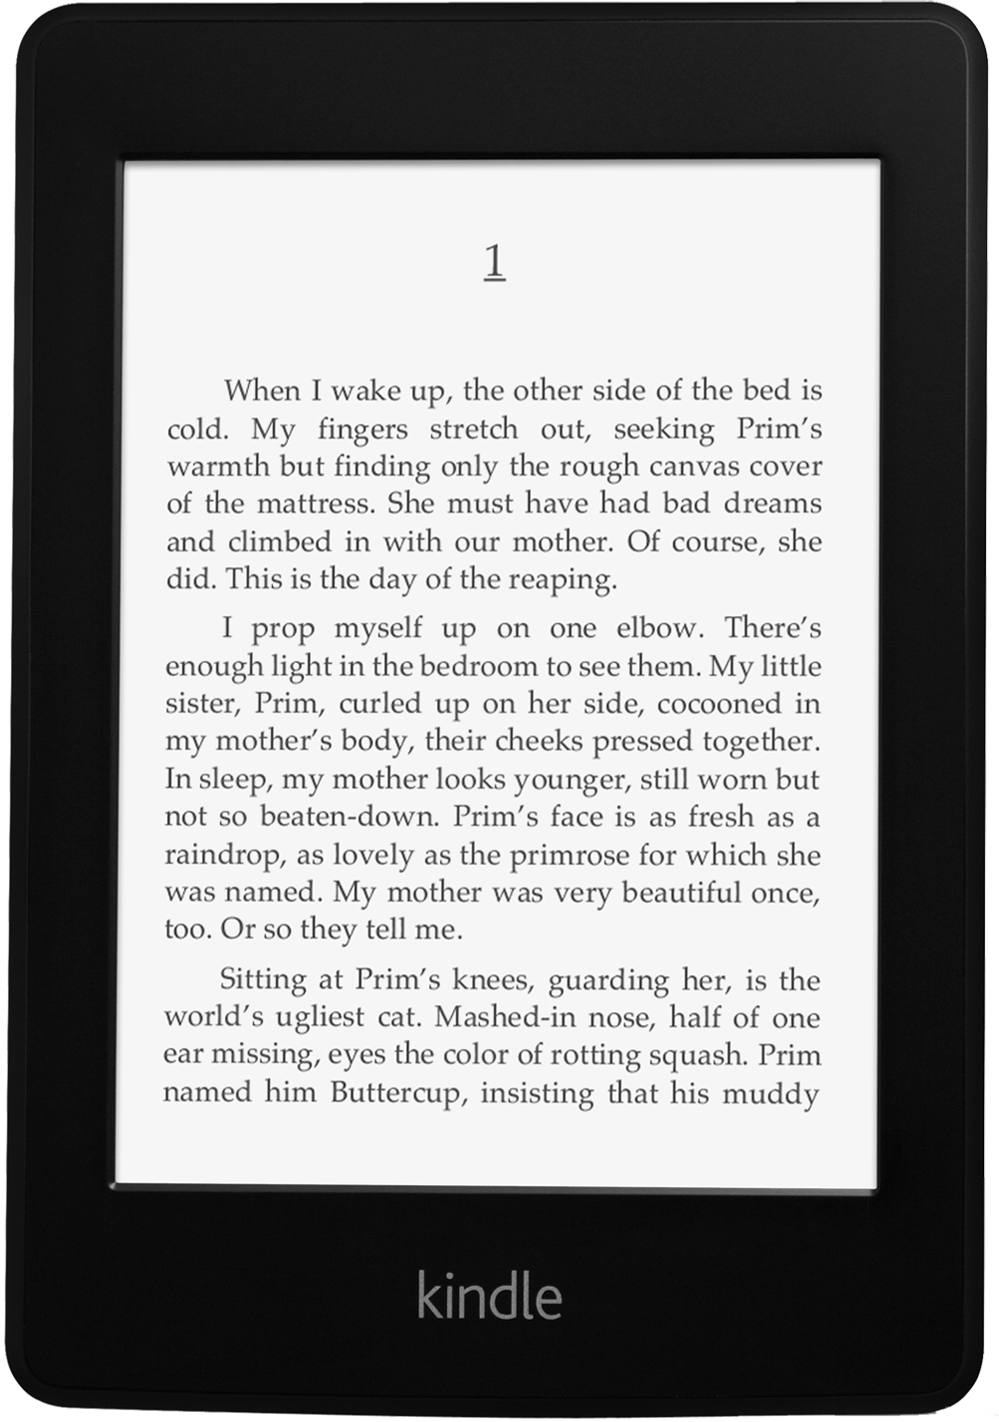 1
When I wake up, the other side of the bed is
cold. My fingers stretch out, seeking Prim's
warmth but finding only the rough canvas cover
of the mattress. She must have had bad dreams
and climbed in with our mother. Of course, she
did. This is the day of the reaping.
I prop myself up on one elbow. There's
enough light in the bedroom to see them. My little
sister, Prim, curled up on her side, cocooned in
my mother's body, their cheeks pressed together.
In sleep, my mother looks younger, still worn but
not so beaten-down. Prim's face is as fresh as a
raindrop, as lovely as the primrose for which she
was named. My mother was very beautiful once,
too. Or so they tell me.
Sitting at Prim's knees, guarding her, is the
world's ugliest cat. Mashed-in nose, half of one
ear missing, eyes the color of rotting squash. Prim
named him Buttercup, insisting that his muddy
kindle